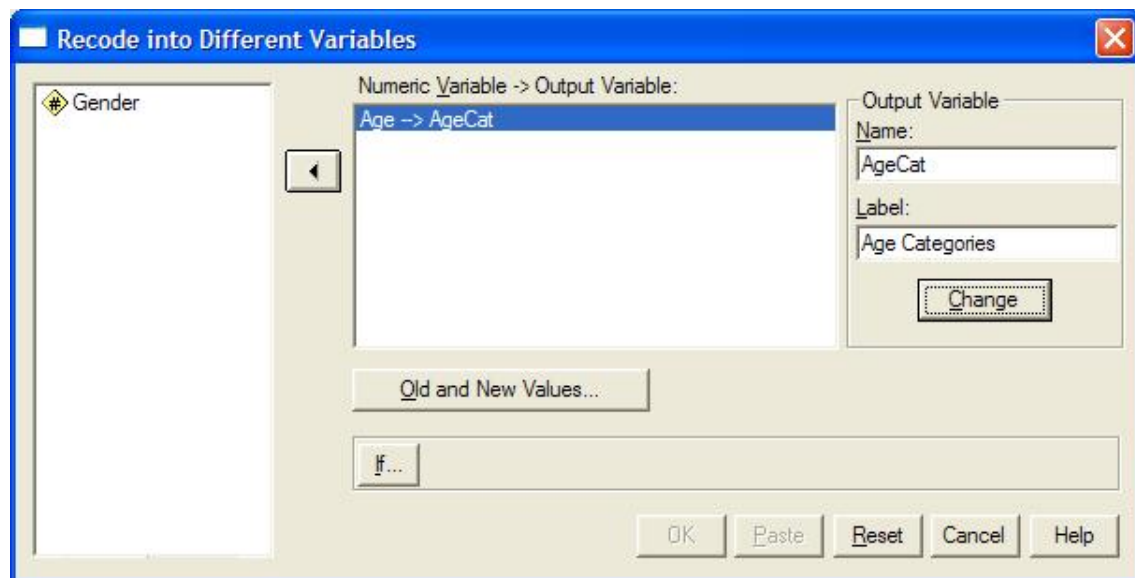 Recode into Different Variables
Gender
Numeric Variable -> Output Variable:
Age --> AgeCat
Output Variable
Name:
AgeCat
Label:
Age Categories
Change
Old and New Values...
If...
OK Paste Reset Cancel Help